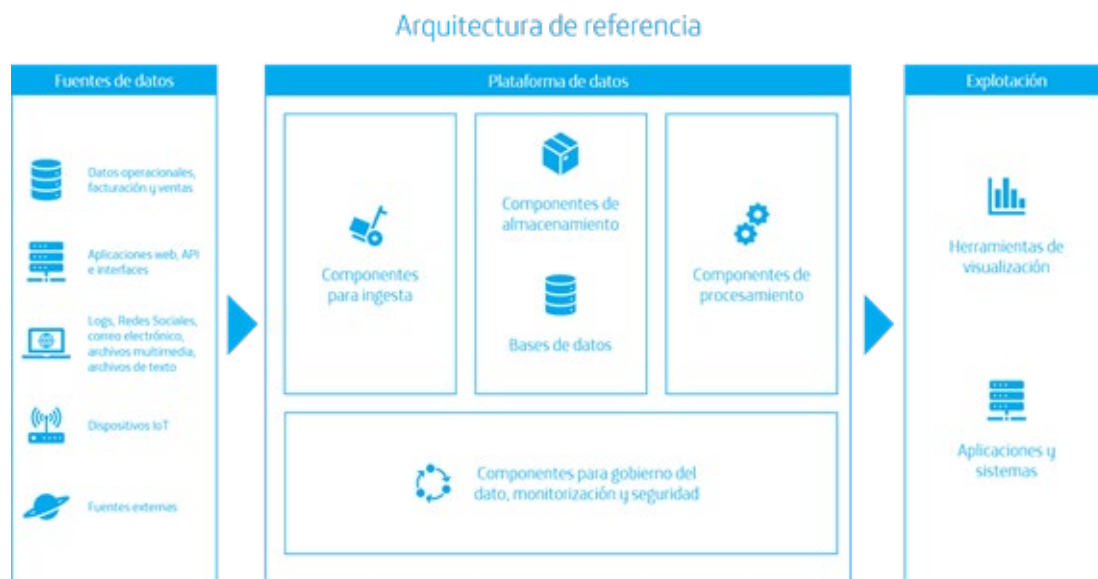 Arquitectura de referencia
Fuentes de datos
Datos operacionales,
facturación y ventas
Aplicaciones web, API
e interfaces
Logs, Redes Sociales,
correo electrónico,
archivos multimedia,
archivos de texto
Dispositivos IoT
Fuentes externas
Plataforma de datos
Componentes
para ingesta
Componentes de
almacenamiento
Bases de datos
Componentes de
procesamiento
Componentes para gobierno del
dato, monitorización y seguridad
Explotación
Herramientas de
visualización
Aplicaciones y
sistemas